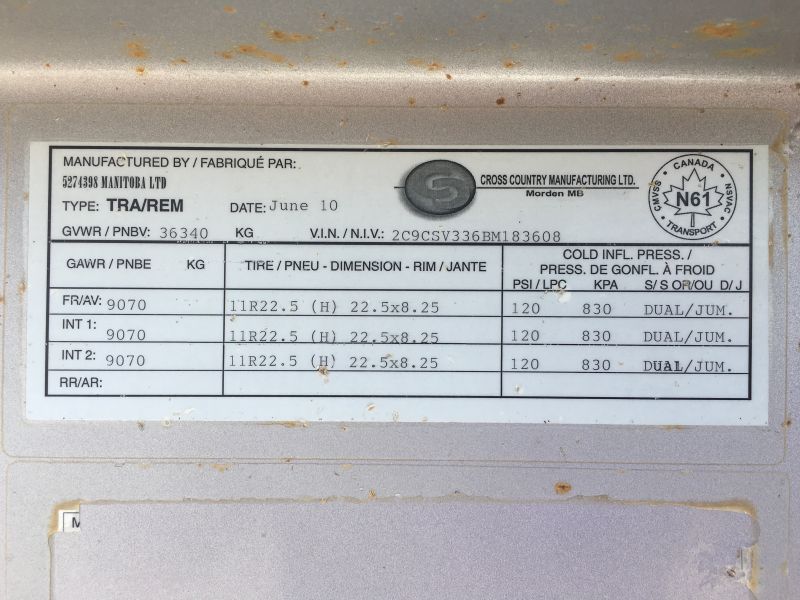 MANUFACTURED BY / FABRIQUÉ PAR:
5274398 MANITOBA LTD
TYPE: TRA/REM DATE: June 10
GVWR / PNBV: 36340 KG V.I.N. / N.I.V.: 2C9CSV336BM183608
S
CROSS COUNTRY MANUFACTURING LTD.
Morden MB
CANADA
CMVSS N61 NSVAC
TRANSPORT
GAWR / PNBE KG TIRE / PNEU - DIMENSION - RIM / JANTE
COLD INFL. PRESS. /
PRESS. DE GONFL. À FROID
PSI / LPC KPA S/ S OR/OU D/ J
FR/AV: 9070 11R22.5 (H) 22.5x8.25 120 830 DUAL/JUM.
INT 1: 9070 11R22.5 (H) 22.5x8.25 120 830 DUAL/JUM.
INT 2: 9070 11R22.5 (H) 22.5x8.25 120 830 DUAL/JUM.
RR/AR: